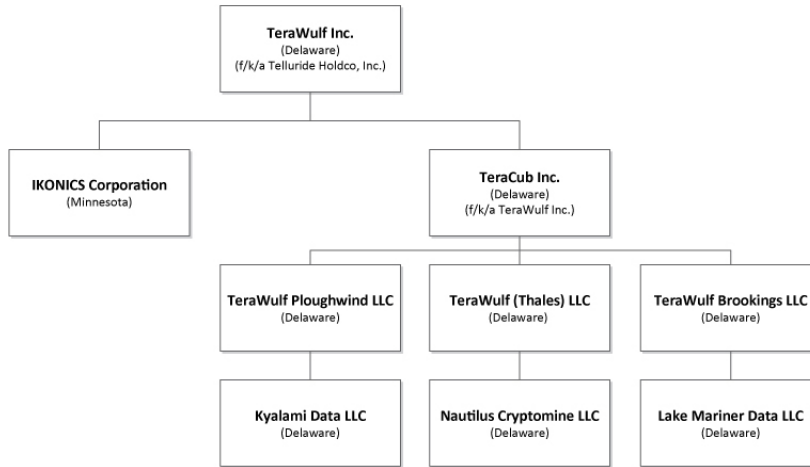 TeraWulf Inc.
(Delaware)
(f/k/a Telluride Holdco, Inc.)
IKONICS Corporation
(Minnesota)
TeraCub Inc.
(Delaware)
(f/k/a TeraWulf Inc.)
TeraWulf Ploughwind LLC
(Delaware)
TeraWulf (Thales) LLC
(Delaware)
TeraWulf Brookings LLC
(Delaware)
Kyalami Data LLC
(Delaware)
Nautilus Cryptomine LLC
(Delaware)
Lake Mariner Data LLC
(Delaware)